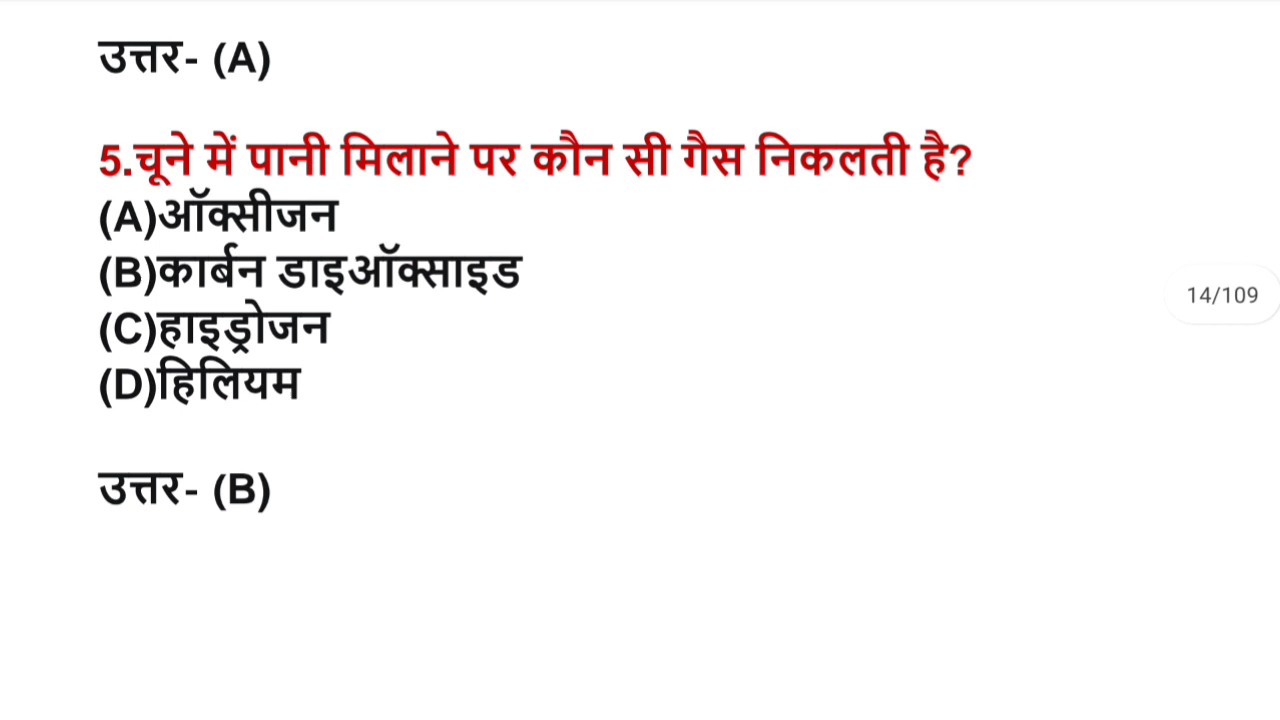 उत्तर- (A)
5.चूने में पानी मिलाने पर कौन सी गैस निकलती है?
(A)ऑक्सीजन
(B)कार्बन डाइऑक्साइड
(C)हाइड्रोजन
(D)हिलियम
14/109
उत्तर- (B)